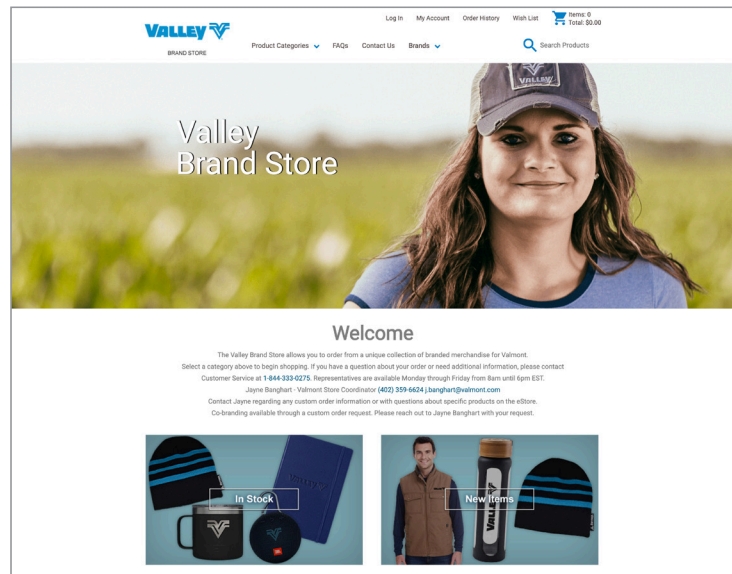 Log In My Account Order History Wish List Items: 0
Total: $0.00
VALLEY
BRAND STORE
Product Categories FAQs Contact Us Brands Search Products
Valley
Brand Store
Welcome
The Valley Brand Store allows you to order from a unique collection of branded merchandise for Valmont.
Select a category above to begin shopping. If you have a question about your order or need additional information, please contact
Customer Service at 1-844-333-0275. Representatives are available Monday through Friday from 8am until 6pm EST.
Jayne Banghart - Valmont Store Coordinator (402) 359-6624 j.banghart@valmont.com
Contact Jayne regarding any custom order information or with questions about specific products on the eStore.
Co-branding available through a custom order request. Please reach out to Jayne Banghart with your request.
VALLEY
In Stock
JBL
New Items
VALLEY